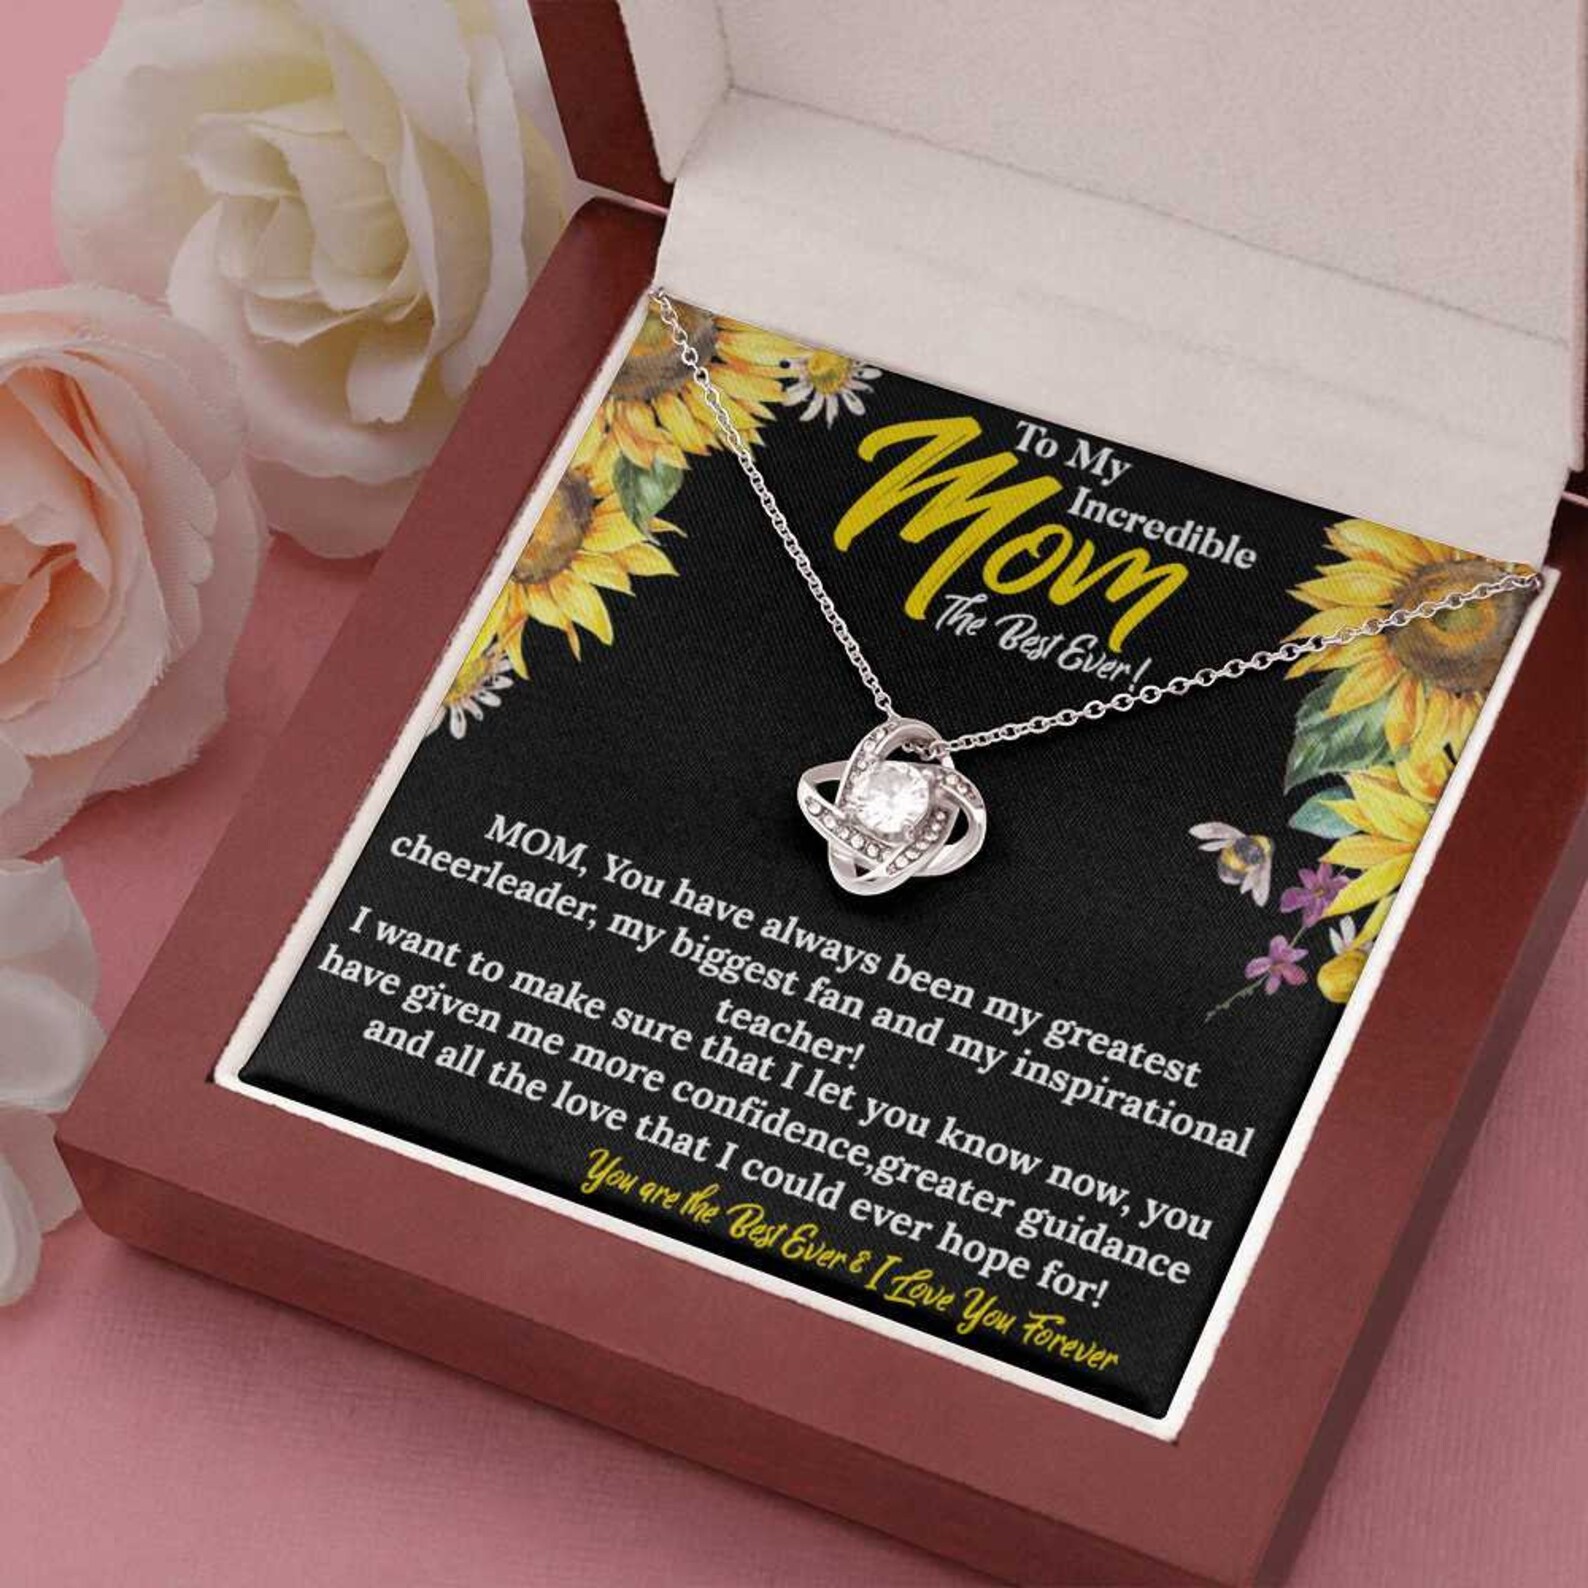 To My
Incredible
Mom
The Best Ever!
MOM, You have always been my greatest
cheerleader, my biggest fan and my inspirational
teacher!
I want to make sure that I let you know now, you
have given me more confidence,greater guidance
and all the love that I could ever hope for!
You are the Best Ever & I Love You Forever